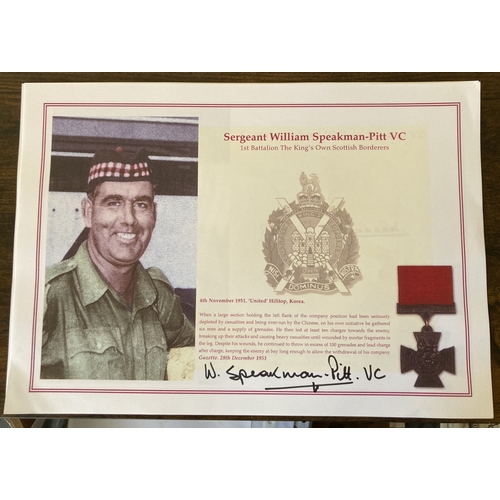 Sergeant William Speakman-Pitt VC
1st Battalion The King's Own Scottish Borderers
DOMINUS
4th November 1951. 'United' Hilltop, Korea.
When a large section holding the left flank of the company position had been seriously
depleted by casualties and being over-run by the Chinese, on his own initiative he gathered
six men and a supply of grenades. He then led at least ten charges towards the enemy,
breaking up their attacks and causing heavy casualties until wounded by mortar fragments in
the leg. Despite his wounds, he continued to throw in excess of 100 grenades and lead charge
after charge, keeping the enemy at bay long enough to allow the withdrawal of his company.
Gazette. 28th December 1951
W. Speakman-Pitt. VC